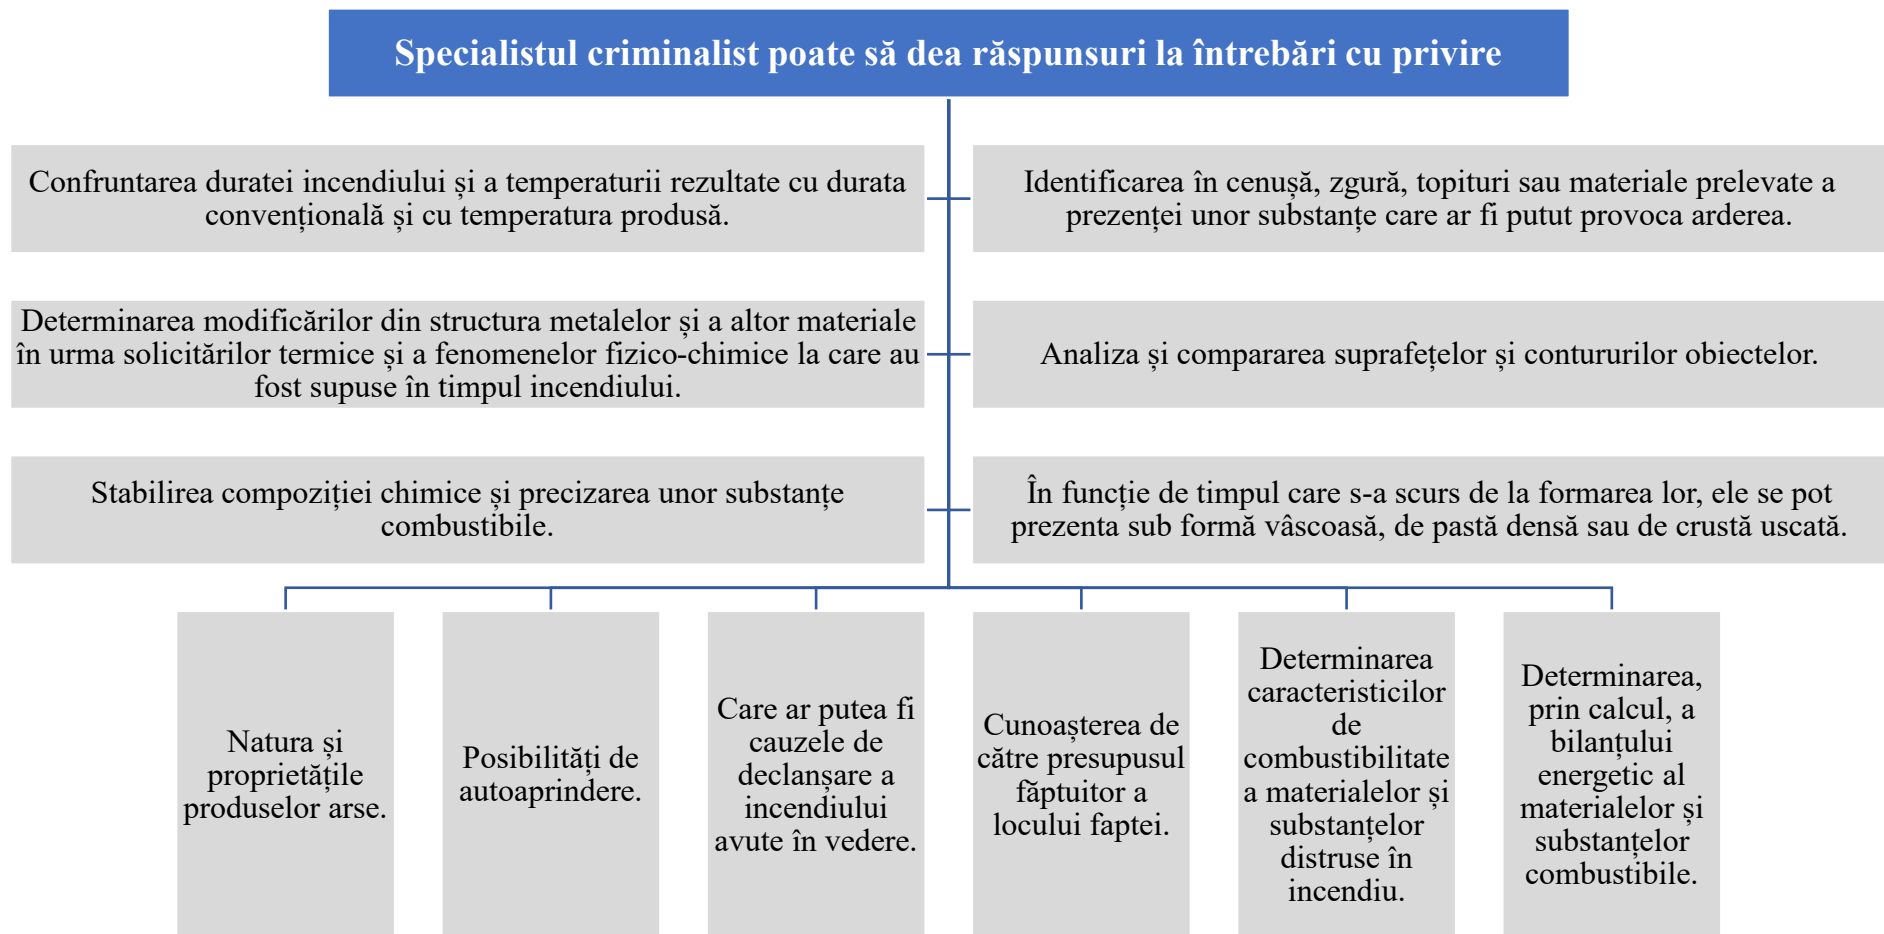 Specialistul criminalist poate să dea răspunsuri la întrebări cu privire
Confruntarea duratei incendiului și a temperaturii rezultate cu durata
convențională și cu temperatura produsă.
Identificarea în cenușă, zgură, topituri sau materiale prelevate a
prezenței unor substanțe care ar fi putut provoca arderea.
Determinarea modificărilor din structura metalelor și a altor materiale
în urma solicitărilor termice și a fenomenelor fizico-chimice la care au
fost supuse în timpul incendiului.
Analiza și compararea suprafețelor și contururilor obiectelor.
Stabilirea compoziției chimice și precizarea unor substanțe
combustibile.
În funcție de timpul care s-a scurs de la formarea lor, ele se pot
prezenta sub formă vâscoasă, de pastă densă sau de crustă uscată.
Natura și
proprietățile
produselor arse.
Posibilități de
autoaprindere.
Care ar putea fi
cauzele de
declanșare a
incendiului
avute în vedere.
Cunoașterea de
către presupusul
făptuitor a
locului faptei.
Determinarea
caracteristicilor
de
combustibilitate
a materialelor și
substanțelor
distruse în
incendiu.
Determinarea,
prin calcul, a
bilanțului
energetic al
materialelor și
substanțelor
combustibile.